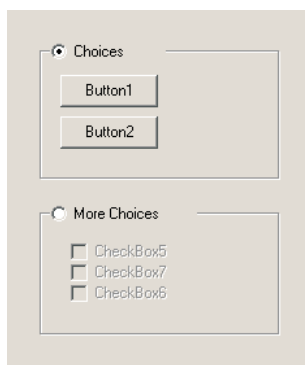 Choices
Button1
Button2
More Choices
CheckBox5
CheckBox7
CheckBox6